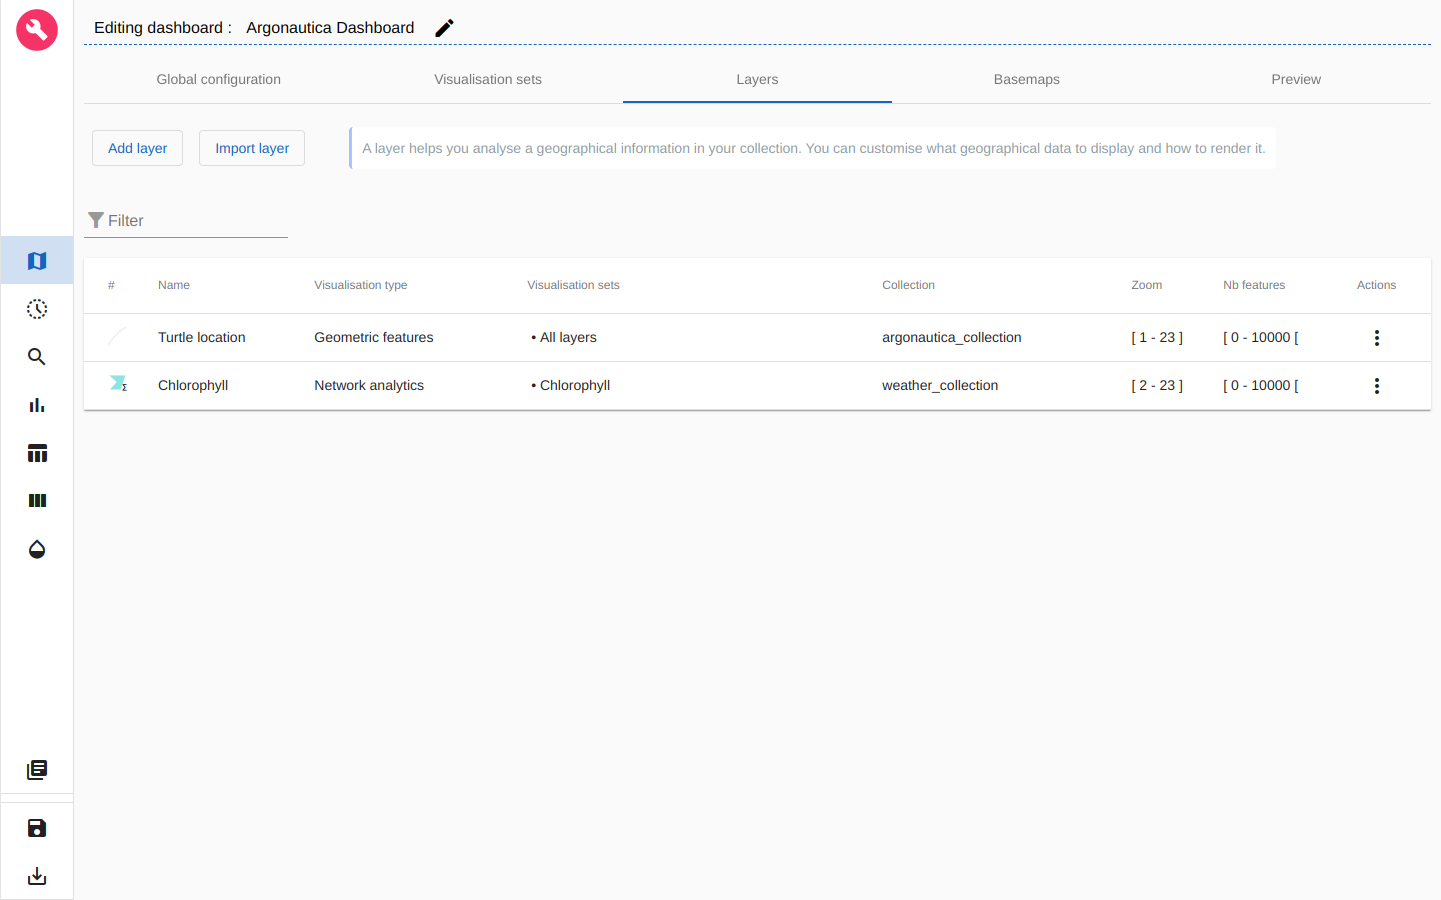 Editing dashboard : Argonautica Dashboard
Global configuration Visualisation sets Layers Basemaps Preview
Add layer Import layer A layer helps you analyse a geographical information in your collection. You can customise what geographical data to display and how to render it.
Filter
# Name Visualisation type Visualisation sets Collection Zoom Nb features Actions
Turtle location Geometric features • All layers argonautica_collection [ 1 - 23 ] [ 0 - 10000 [
Σ Chlorophyll Network analytics • Chlorophyll weather_collection [ 2 - 23 ] [ 0 - 10000 [